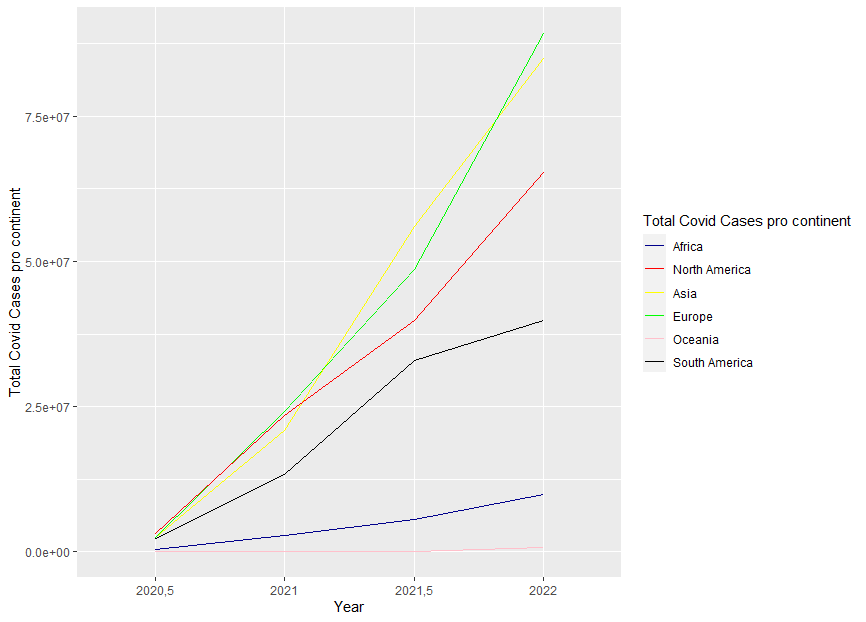 Total Covid Cases pro continent
7.5e+07
5.0e+07
2.5e+07
0.0e+00
2020,5
2021
2021,5
2022
Year
Total Covid Cases pro continent
Africa
North America
Asia
Europe
Oceania
South America